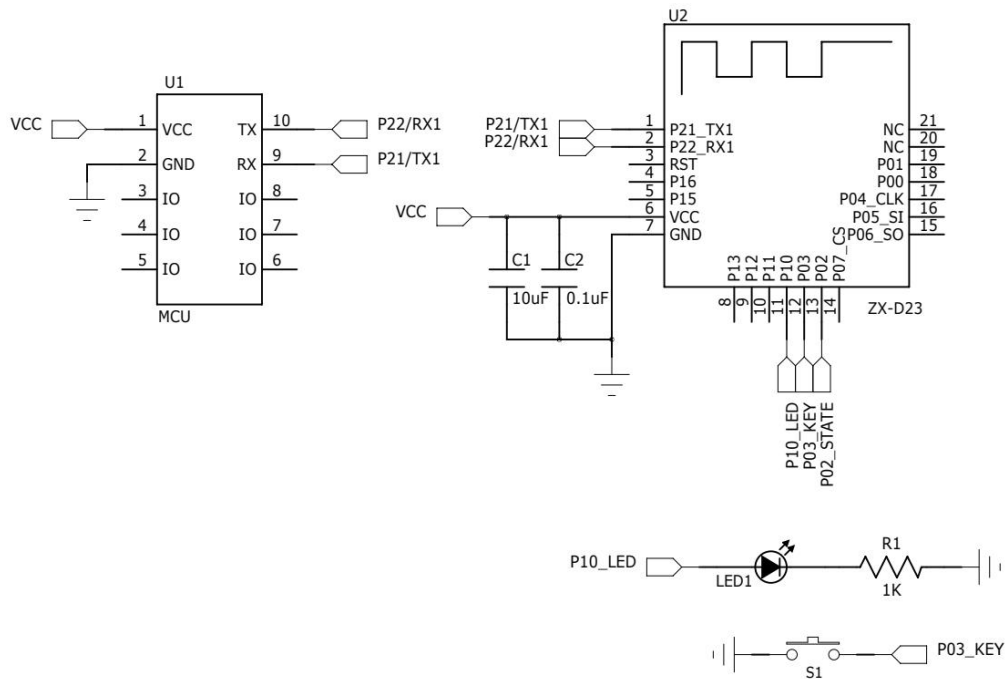 U1
VCC
1 VCC TX 10 P22/RX1
2 GND RX 9 P21/TX1
3 IO IO 8
4 IO IO 7
5 IO IO 6
MCU
U2
P21/TX1 1 P21_TX1 NC 21
P22/RX1 2 P22_RX1 NC 20
3 RST P01 19
4 P16 P00 18
5 P15 P04_CLK 17
VCC 6 VCC P05_SI 16
7 GND P06_SO 15
C1 C2
10uF 0.1uF
P13 P12 P11 P10 P03 P02 P07_CS
8 9 10 11 12 13 14
ZX-D23
P10_LED
P03_KEY
P02_STATE
P10_LED
LED1
R1
1K
S1
P03_KEY